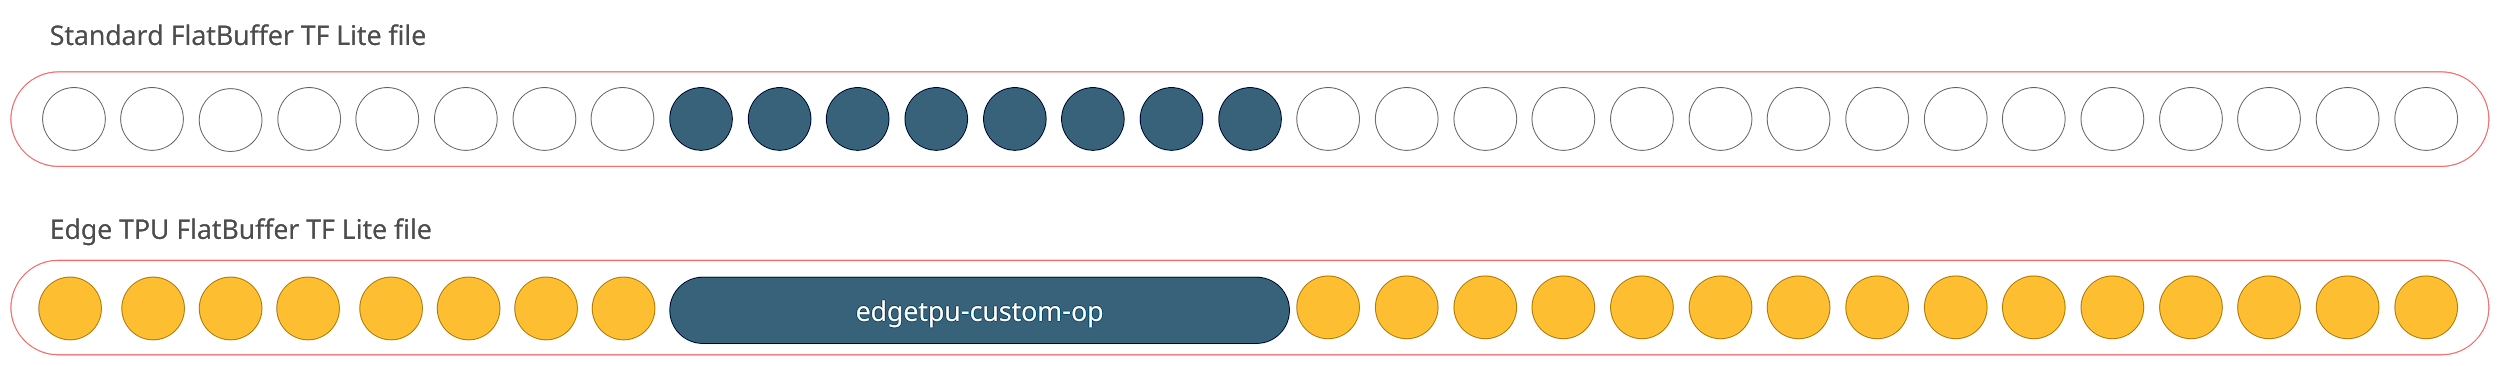 Standard FlatBuffer TF Lite file
Edge TPU FlatBuffer TF Lite file
edgetpu-custom-op